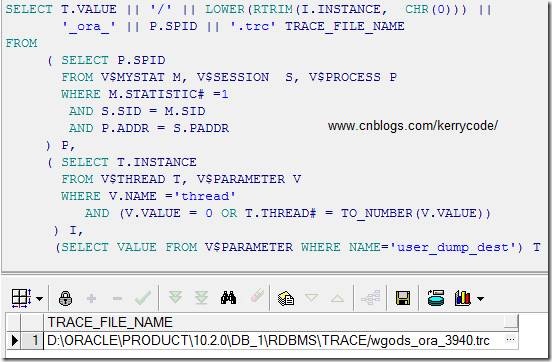 SELECT T.VALUE || '/' || LOWER(RTRIM(I.INSTANCE, CHR(0))) ||
'_ora_' || P.SPID || '.trc' TRACE_FILE_NAME
FROM
( SELECT P.SPID
FROM V$MYSTAT M, V$SESSION S, V$PROCESS P
WHERE M.STATISTIC# =1
AND S.SID = M.SID
AND P.ADDR = S.PADDR
www.cnblogs.com/kerrycode/
) P,
( SELECT T.INSTANCE
FROM V$THREAD T, V$PARAMETER V
WHERE V.NAME ='thread'
AND (V.VALUE = 0 OR T.THREAD# = TO_NUMBER(V.VALUE))
) I,
(SELECT VALUE FROM V$PARAMETER WHERE NAME='user_dump_dest') T
TRACE_FILE_NAME
1 D:\ORACLE\PRODUCT\10.2.0\DB_1\RDBMS\TRACE/wgods_ora_3940.trc ...